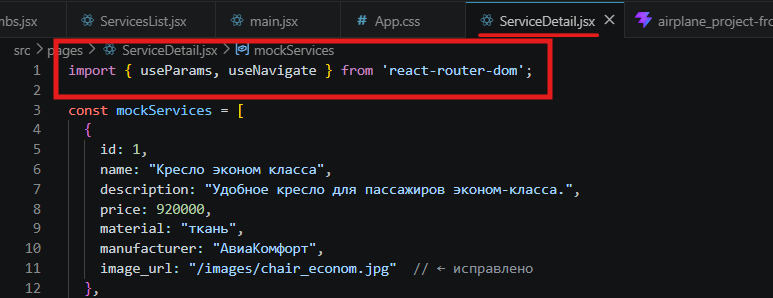 mbs.jsx ServicesList.jsx main.jsx # App.css ServiceDetail.jsx × airplane_project-fro
src > pages > ServiceDetail.jsx > mockServices
1 import { useParams, useNavigate } from 'react-router-dom';
2
3 const mockServices = [
4 {
5 id: 1,
6 name: "Кресло эконом класса",
7 description: "Удобное кресло для пассажиров эконом-класса.",
8 price: 920000,
9 material: "ткань",
10 manufacturer: "АвиаКомфорт",
11 image_url: "/images/chair_econom.jpg" // ← исправлено
12 },